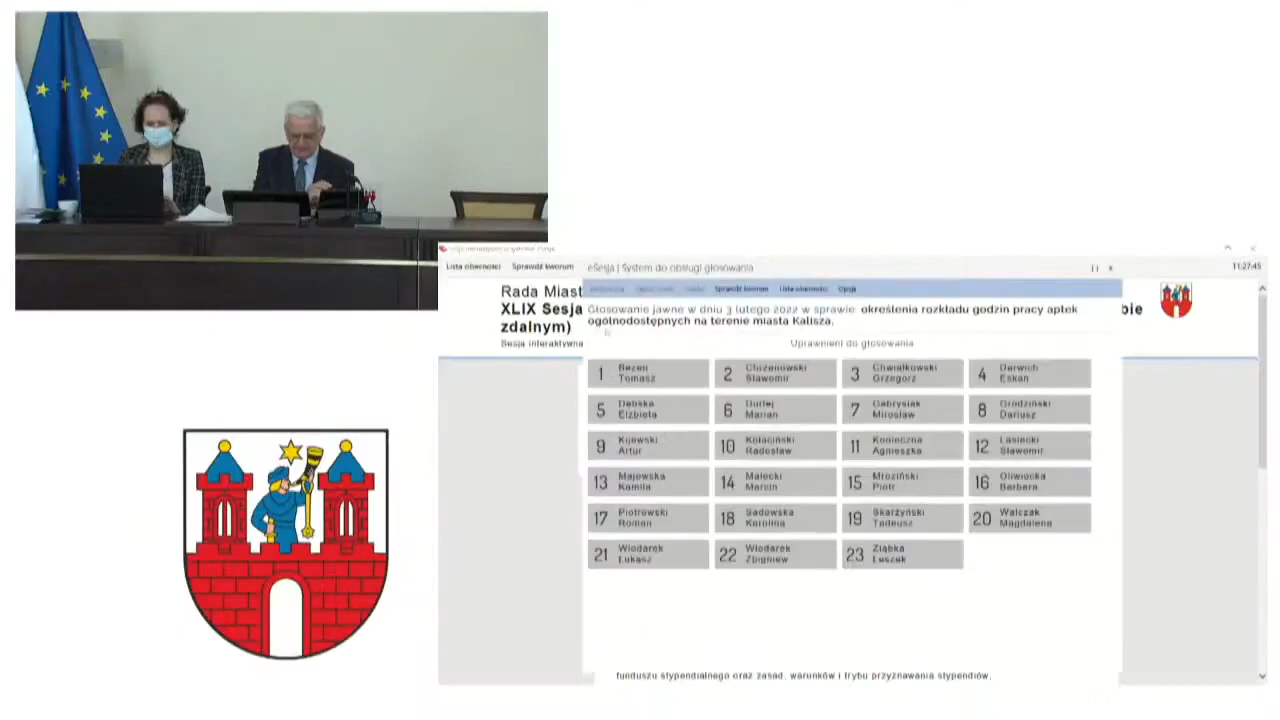 Lista obecności Sprawdź kworum eSesja | System do obsługi głosowania 11:27:45
Sprawdź kworum Lista obecności Opcje
Rada Miast
XLIX Sesja
zdalnym)
Sesja interaktywna
bie
Głosowanie jawne w dniu 3 lutego 2022 w sprawie: określenia rozkładu godzin pracy aptek
ogólnodostępnych na terenie miasta Kalisza.
Uprawnieni do głosowania
1 Bezen Tomasz
2 Chrzanowski Sławomir
3 Chwiałkowski Grzegorz
4 Darwich Eskan
5 Dębska Elżbieta
6 Durlej Marian
7 Gabrysiak Mirosław
8 Grodziński Dariusz
9 Kijewski Artur
10 Kołaciński Radosław
11 Konieczna Agnieszka
12 Lasiecki Sławomir
13 Majewska Kamila
14 Małecki Marcin
15 Mroziński Piotr
16 Oliwiecka Barbara
17 Piotrowski Roman
18 Sadowska Karolina
19 Skarżyński Tadeusz
20 Walczak Magdalena
21 Włodarek Łukasz
22 Włodarek Zbigniew
23 Ziąbka Leszek
funduszu stypendialnego oraz zasad, warunków i trybu przyznawania stypendiów,